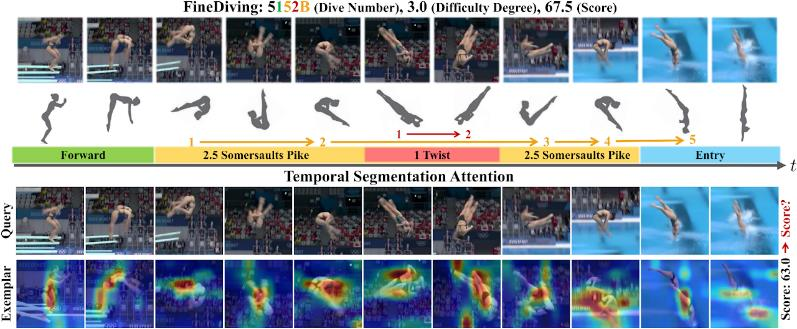 FineDiving: 5152B (Dive Number), 3.0 (Difficulty Degree), 67.5 (Score)
1 2 1 2 3 4 5
Forward 2.5 Somersaults Pike 1 Twist 2.5 Somersaults Pike Entry t
Temporal Segmentation Attention
Query
Exemplar
Score: 63.0 → Score?